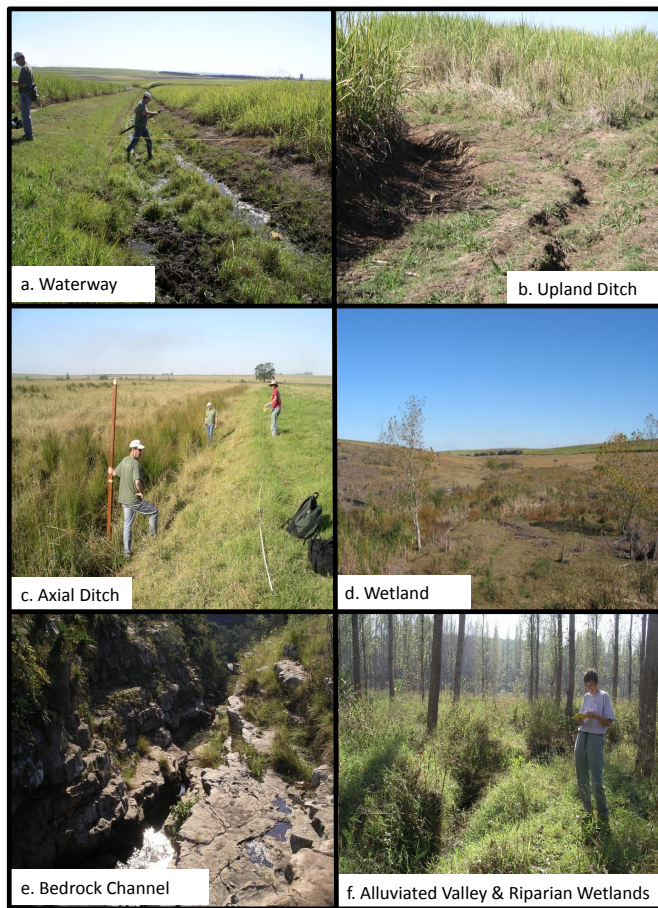 a. Waterway
b. Upland Ditch
c. Axial Ditch
d. Wetland
e. Bedrock Channel
f. Alluviated Valley & Riparian Wetlands